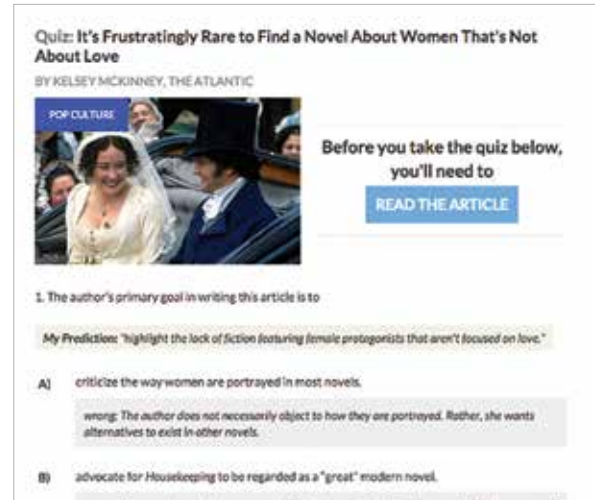 Quiz: It's Frustratingly Rare to Find a Novel About Women That's Not
About Love
BY KELSEY MCKINNEY, THE ATLANTIC
POP CULTURE
Before you take the quiz below,
you'll need to
READ THE ARTICLE
1. The author's primary goal in writing this article is to
My Prediction: "highlight the lack of fiction featuring female protagonists that aren't focused on love."
A) criticize the way women are portrayed in most novels.
wrong: The author does not necessarily object to how they are portrayed. Rather, she wants
alternatives to exist in other novels.
B) advocate for Housekeeping to be regarded as a "great" modern novel.